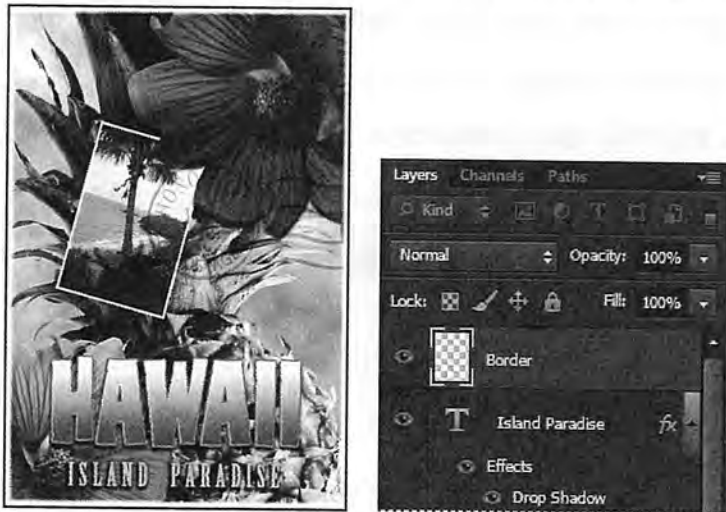 HAWAII
ISLAND PARADISE
Layers Channels Paths
Kind
Normal Opacity: 100%
Lock: Fill: 100%
Border
T Island Paradise fx
Effects
Drop Shadow